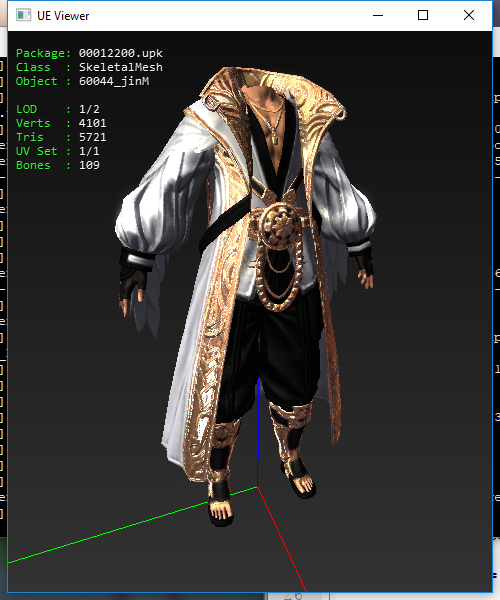 UE Viewer
Package: 00012200.upk
Class : SkeletalMesh
Object : 60044_jinM
LOD : 1/2
Verts : 4101
Tris : 5721
UV Set : 1/1
Bones : 109